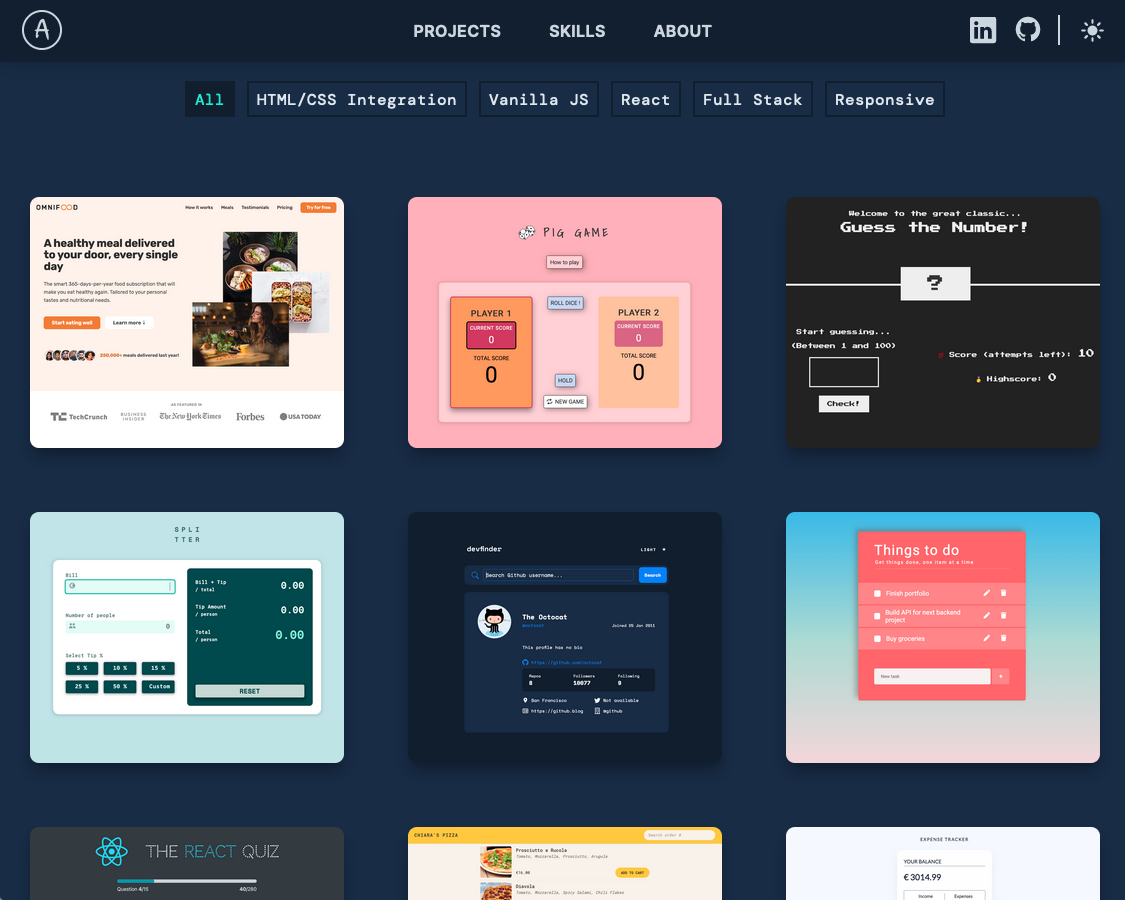 A
PROJECTS
SKILLS
ABOUT
in
All
HTML/CSS Integration
Vanilla JS
React
Full Stack
Responsive
OMNIFOOD
How it works
Meals
Testimonials
Pricing
Try for free
A healthy meal delivered
to your door, every single
day
The smart 365-days-per-year food subscription that will
make you eat healthy again. Tailored to your personal
tastes and nutritional needs.
Start eating well
Learn more ↓
250,000+ meals delivered last year!
AS FEATURED IN
TechCrunch
BUSINESS
INSIDER
The New York Times
Forbes
USA TODAY
PIG GAME
How to play
PLAYER 1
CURRENT SCORE
0
TOTAL SCORE
0
ROLL DICE !
HOLD
NEW GAME
PLAYER 2
CURRENT SCORE
0
TOTAL SCORE
0
Welcome to the great classic...
Guess the Number!
?
Start guessing...
(Between 1 and 100)
Check!
Score (attempts left): 10
Highscore: 0
SPLI
TTER
Bill
Number of people
0
Select Tip %
5 %
10 %
15 %
25 %
50 %
Custom
Bill + Tip
/ total
0.00
Tip Amount
/ person
0.00
Total
/ person
0.00
RESET
devfinder
LIGHT
Search Github username...
Search
The Octocat
@octocat
Joined 25 Jan 2011
This profile has no bio
https://github.com/octocat
Repos
8
Followers
10077
Following
9
San Francisco
Not available
https://github.blog
@github
Things to do
Get things done, one item at a time
Finish portfolio
Build API for next backend
project
Buy groceries
New task
+
THE REACT QUIZ
Question 4/15
40/280
CHIARA'S PIZZA
Search order #
Prosciutto e Rucola
Tomato, Mozzarella, Prosciutto, Arugula
€16.00
ADD TO CART
Diavola
Tomato, Mozzarella, Spicy Salami, Chili Flakes
EXPENSE TRACKER
YOUR BALANCE
€ 3014.99
Income
Expenses